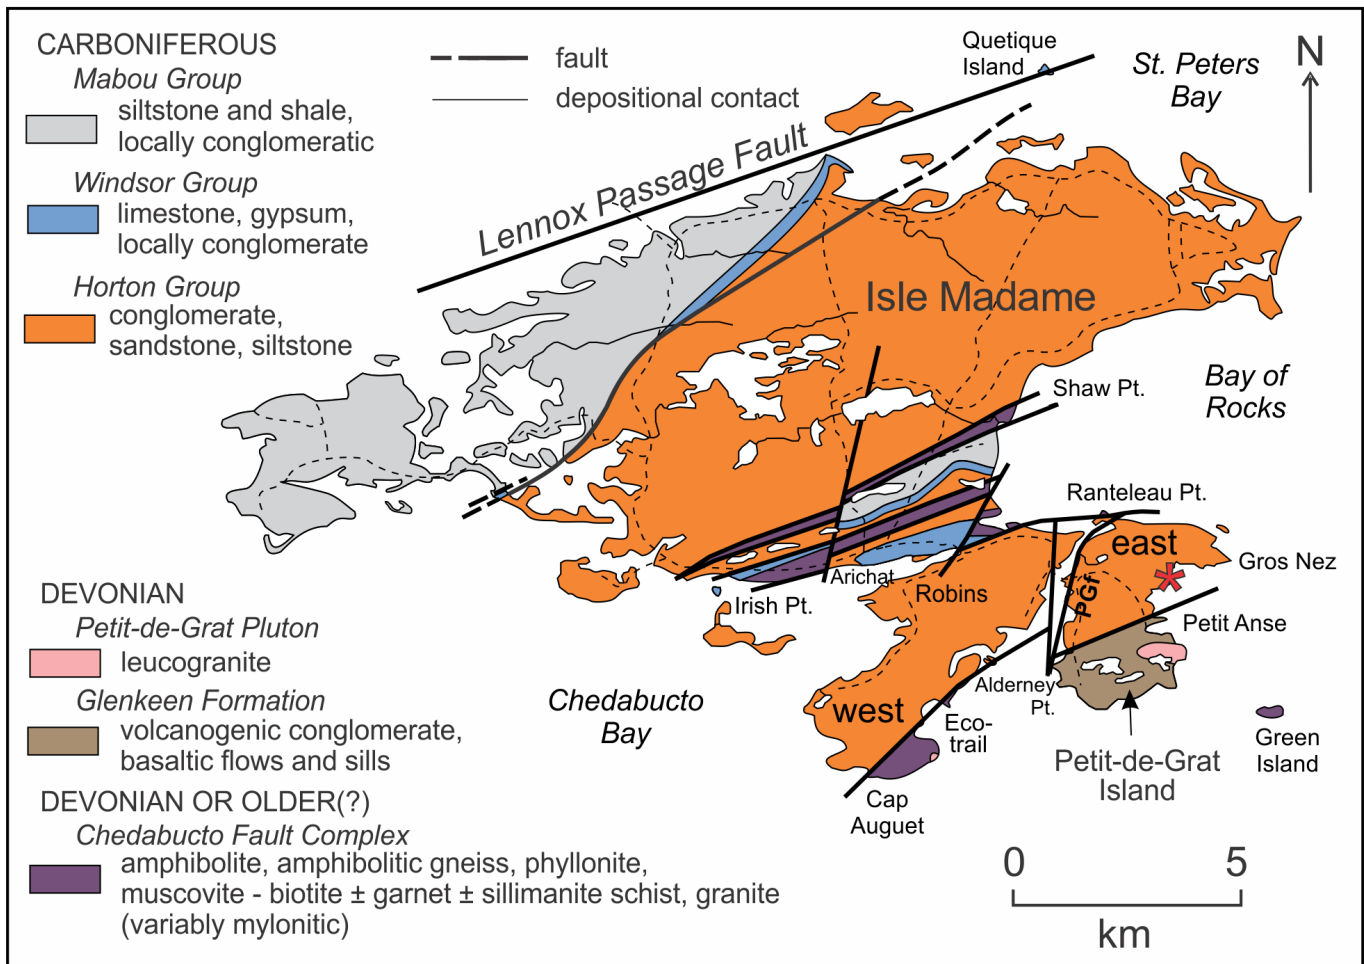 CARBONIFEROUS
Mabou Group
siltstone and shale,
locally conglomeratic
Windsor Group
limestone, gypsum,
locally conglomerate
Horton Group
conglomerate,
sandstone, siltstone
fault
depositional contact
Quetique
Island
St. Peters
Bay
N
Lennox Passage Fault
Isle Madame
Bay of
Rocks
Shaw Pt.
Ranteleau Pt.
east
Gros Nez
PGf
*
Petit Anse
Arichat
Irish Pt.
Robins
Alderney
Pt.
west
Eco-
trail
Chedabucto
Bay
Cap
Auguet
Petit-de-Grat
Island
Green
Island
DEVONIAN
Petit-de-Grat Pluton
leucogranite
Glenkeen Formation
volcanogenic conglomerate,
basaltic flows and sills
DEVONIAN OR OLDER(?)
Chedabucto Fault Complex
amphibolite, amphibolitic gneiss, phyllonite,
muscovite - biotite ± garnet ± sillimanite schist, granite
(variably mylonitic)
0 5
km